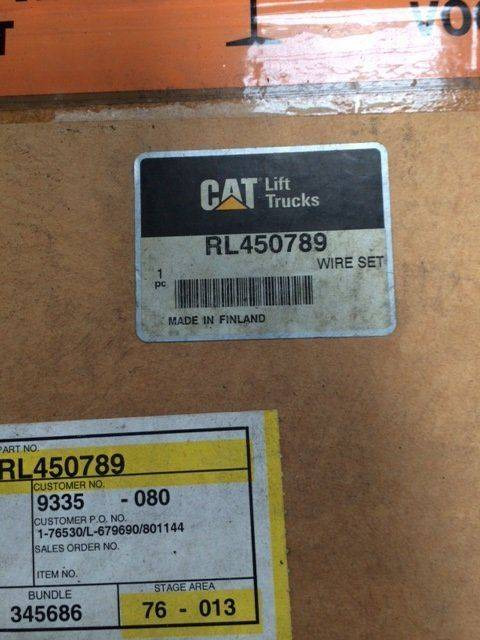 CAT Lift
Trucks
RL450789
WIRE SET
1
pc
MADE IN FINLAND
PART NO.
RL450789
CUSTOMER NO.
9335 - 080
CUSTOMER P.O. NO.
1-76530/L-679690/801144
SALES ORDER NO.
ITEM NO.
BUNDLE
345686
STAGE AREA
76 - 013